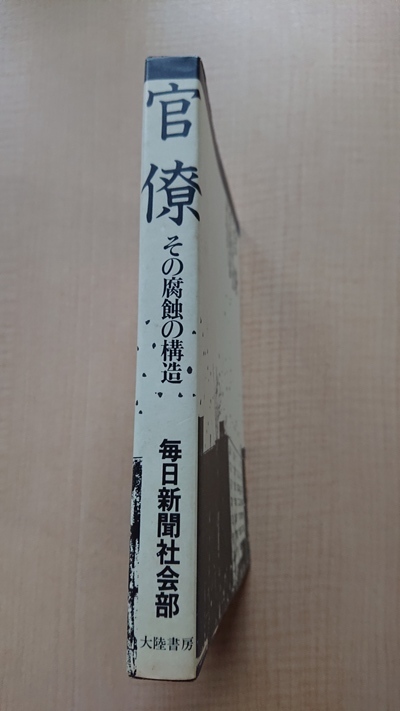 官僚
その腐蝕の構造
毎日新聞社会部
大陸書房